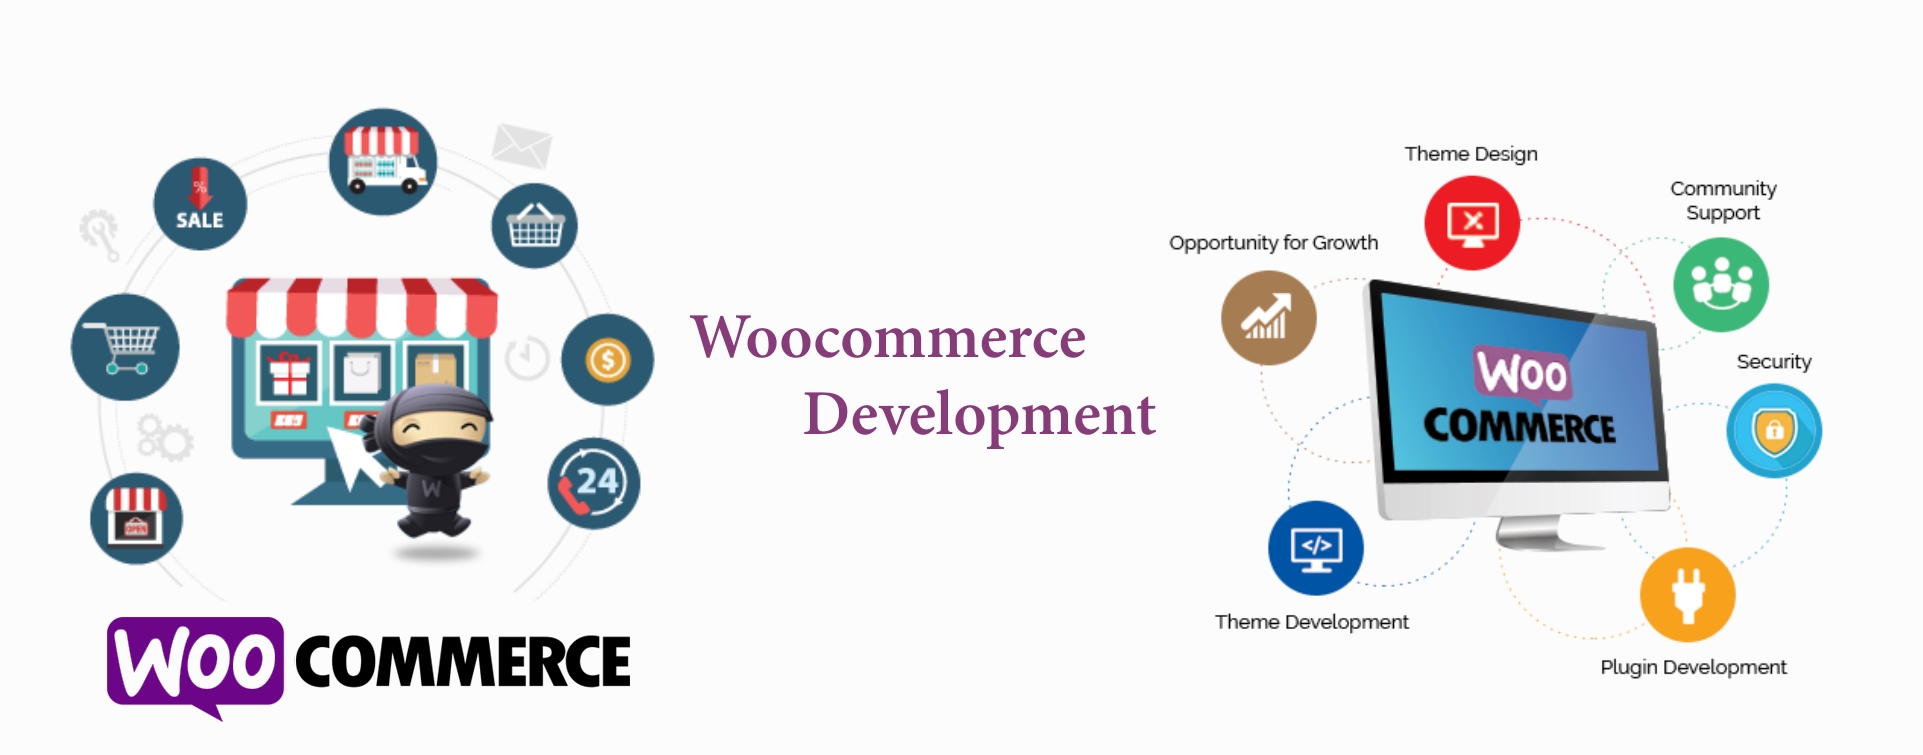 %
SALE
OPEN
$
24
W
WOO COMMERCE
Woocommerce
Development
Theme Design
Community
Support
Opportunity for Growth
Security
WOO
COMMERCE
</>
Theme Development
Plugin Development